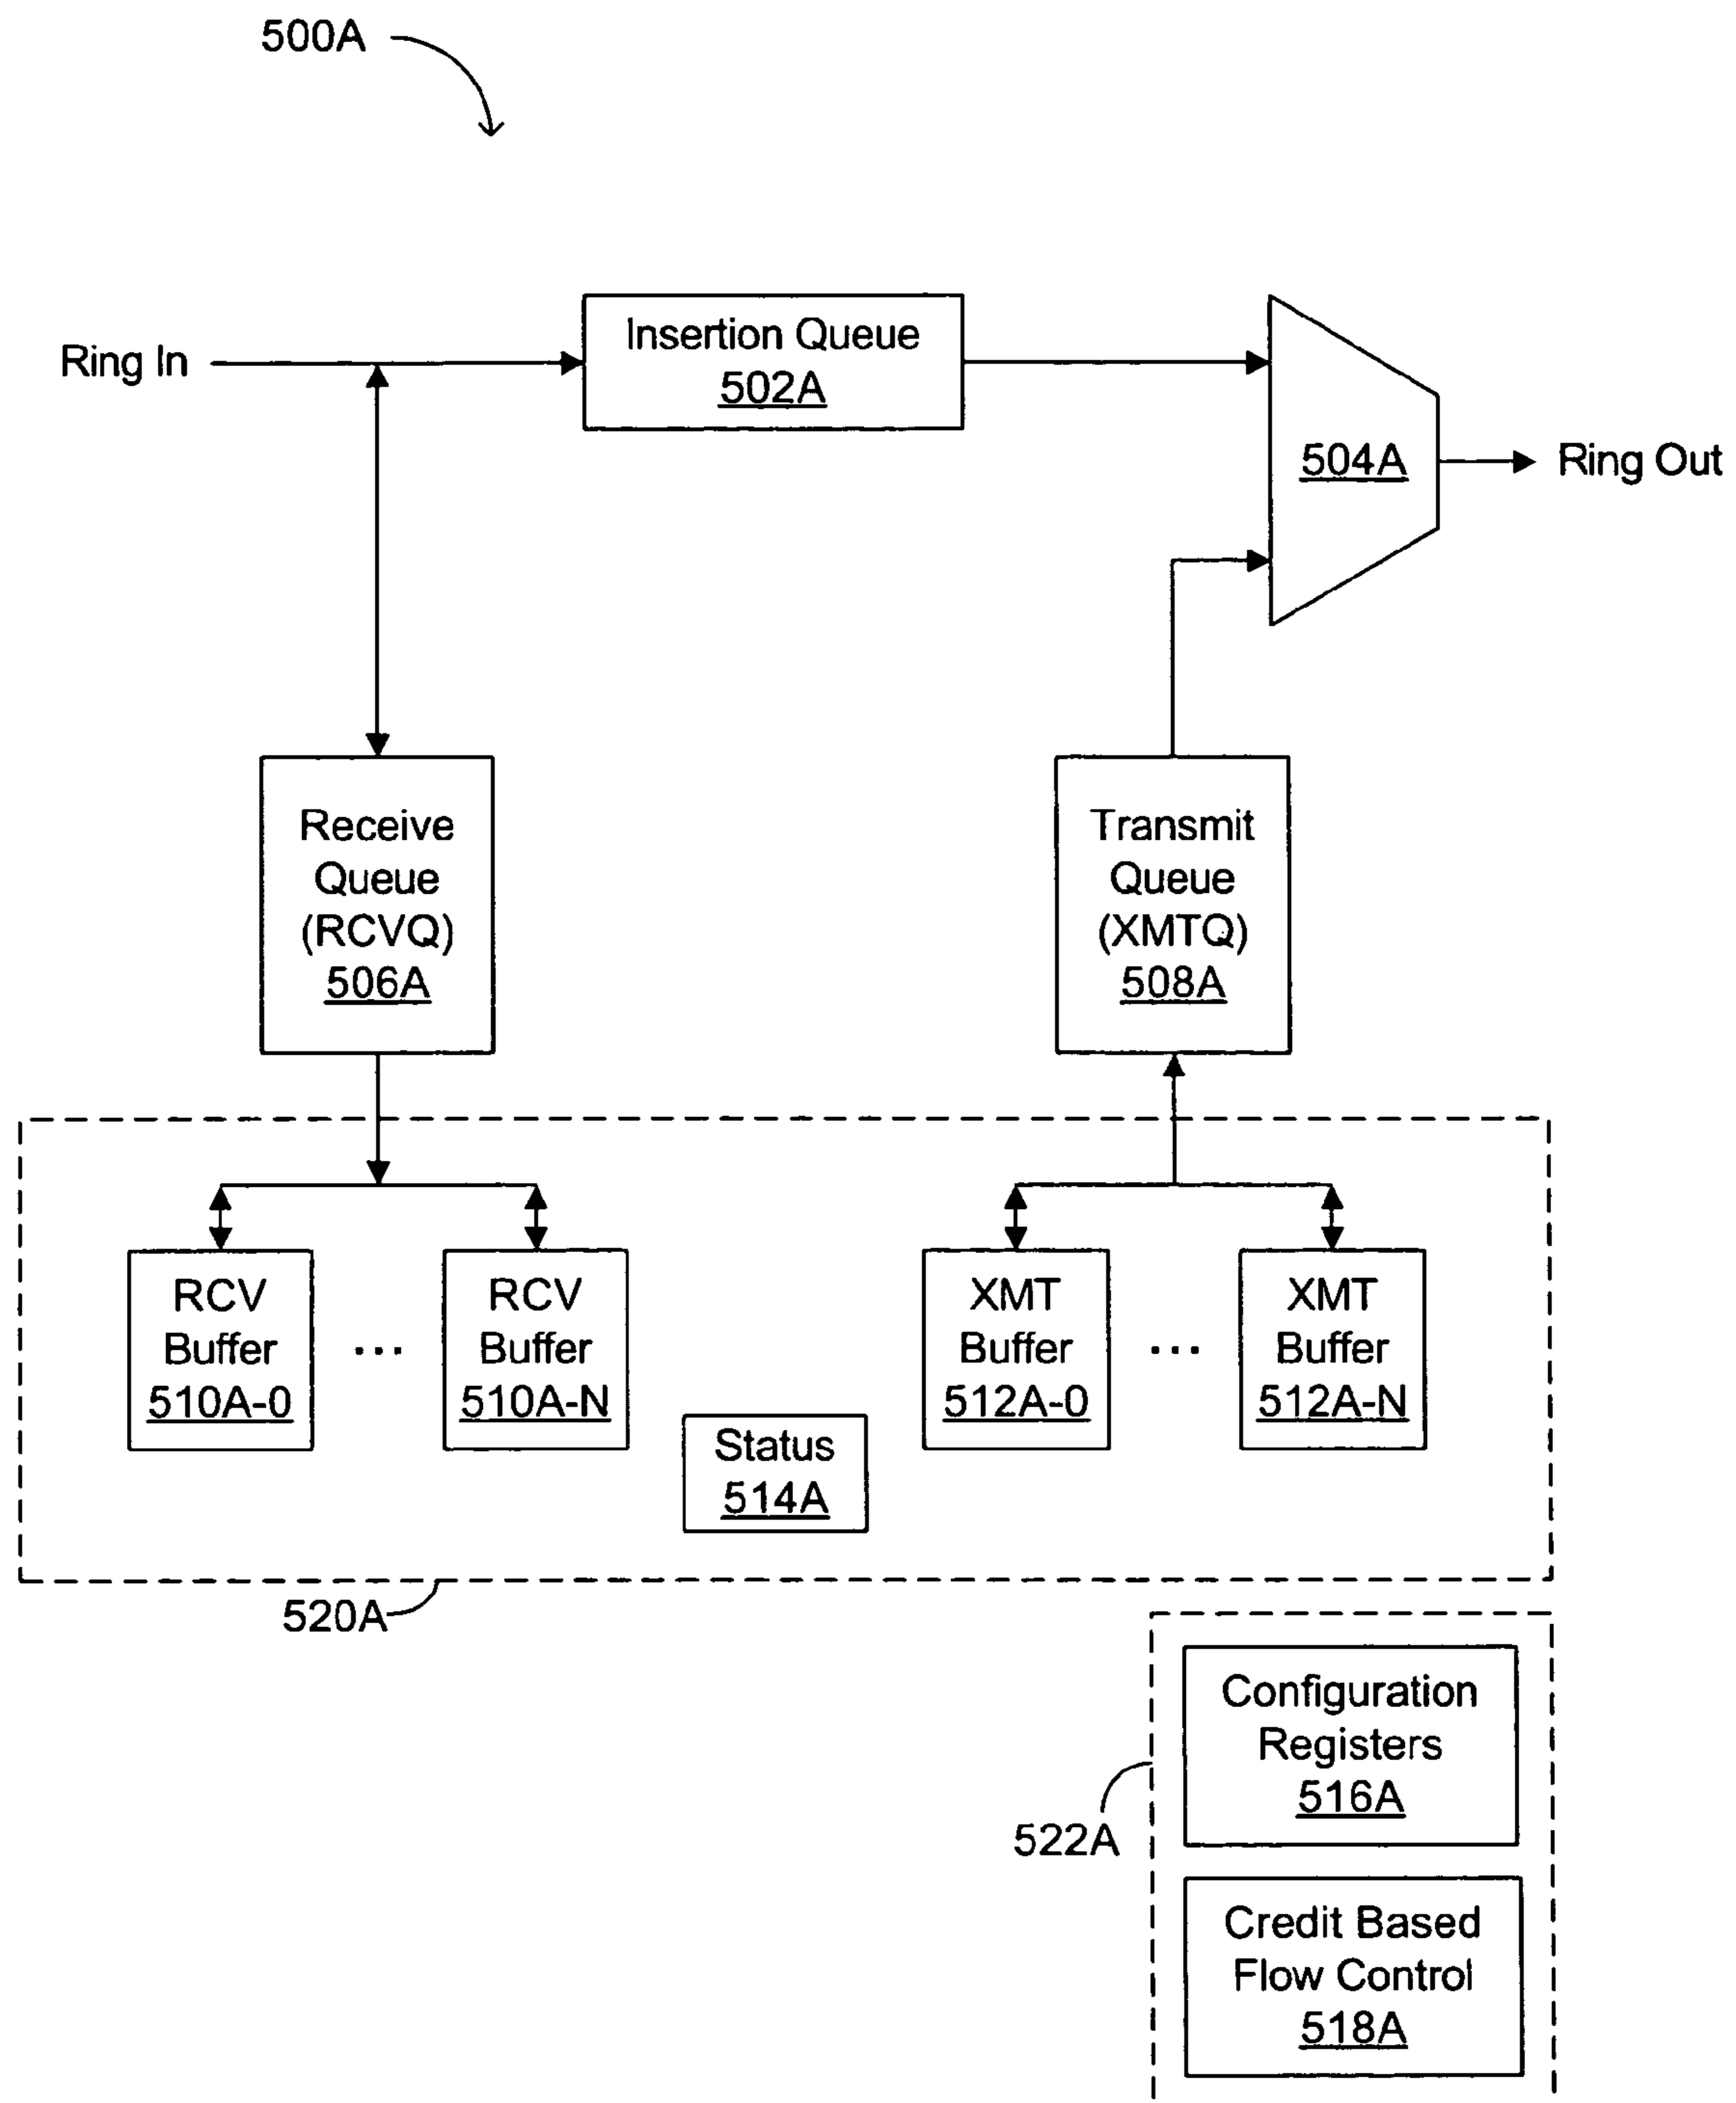 500A
Insertion Queue
502A
Ring In
504A
Ring Out
Receive
Queue
(RCVQ)
506A
Transmit
Queue
(XMTQ)
508A
RCV
Buffer
510A-0
...
RCV
Buffer
510A-N
XMT
Buffer
512A-0
...
XMT
Buffer
512A-N
Status
514A
520A
Configuration
Registers
516A
522A
Credit Based
Flow Control
518A